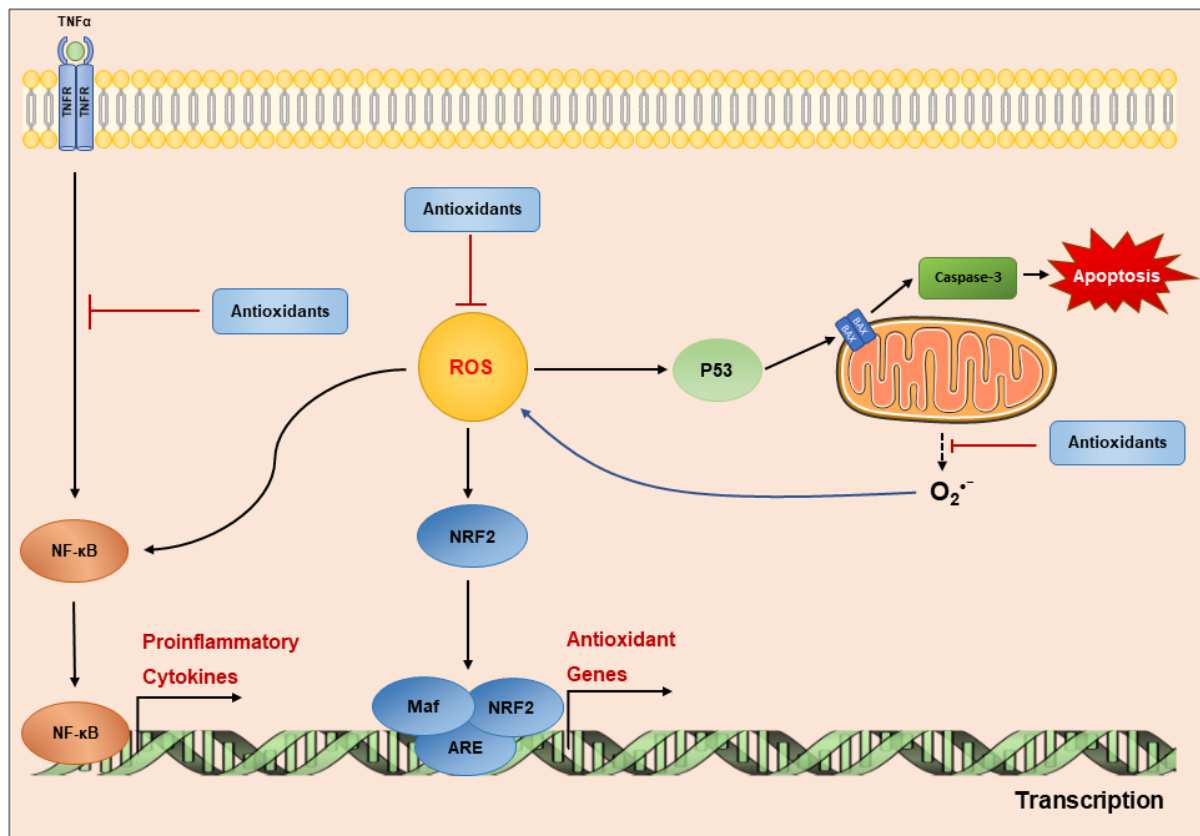 TNFα
TNFR
TNFR
Antioxidants
Antioxidants
ROS
P53
BAX
BAX
Caspase-3
Apoptosis
Antioxidants
O₂•⁻
NF-κB
NRF2
Proinflammatory
Cytokines
Antioxidant
Genes
NF-κB
Maf
NRF2
ARE
Transcription